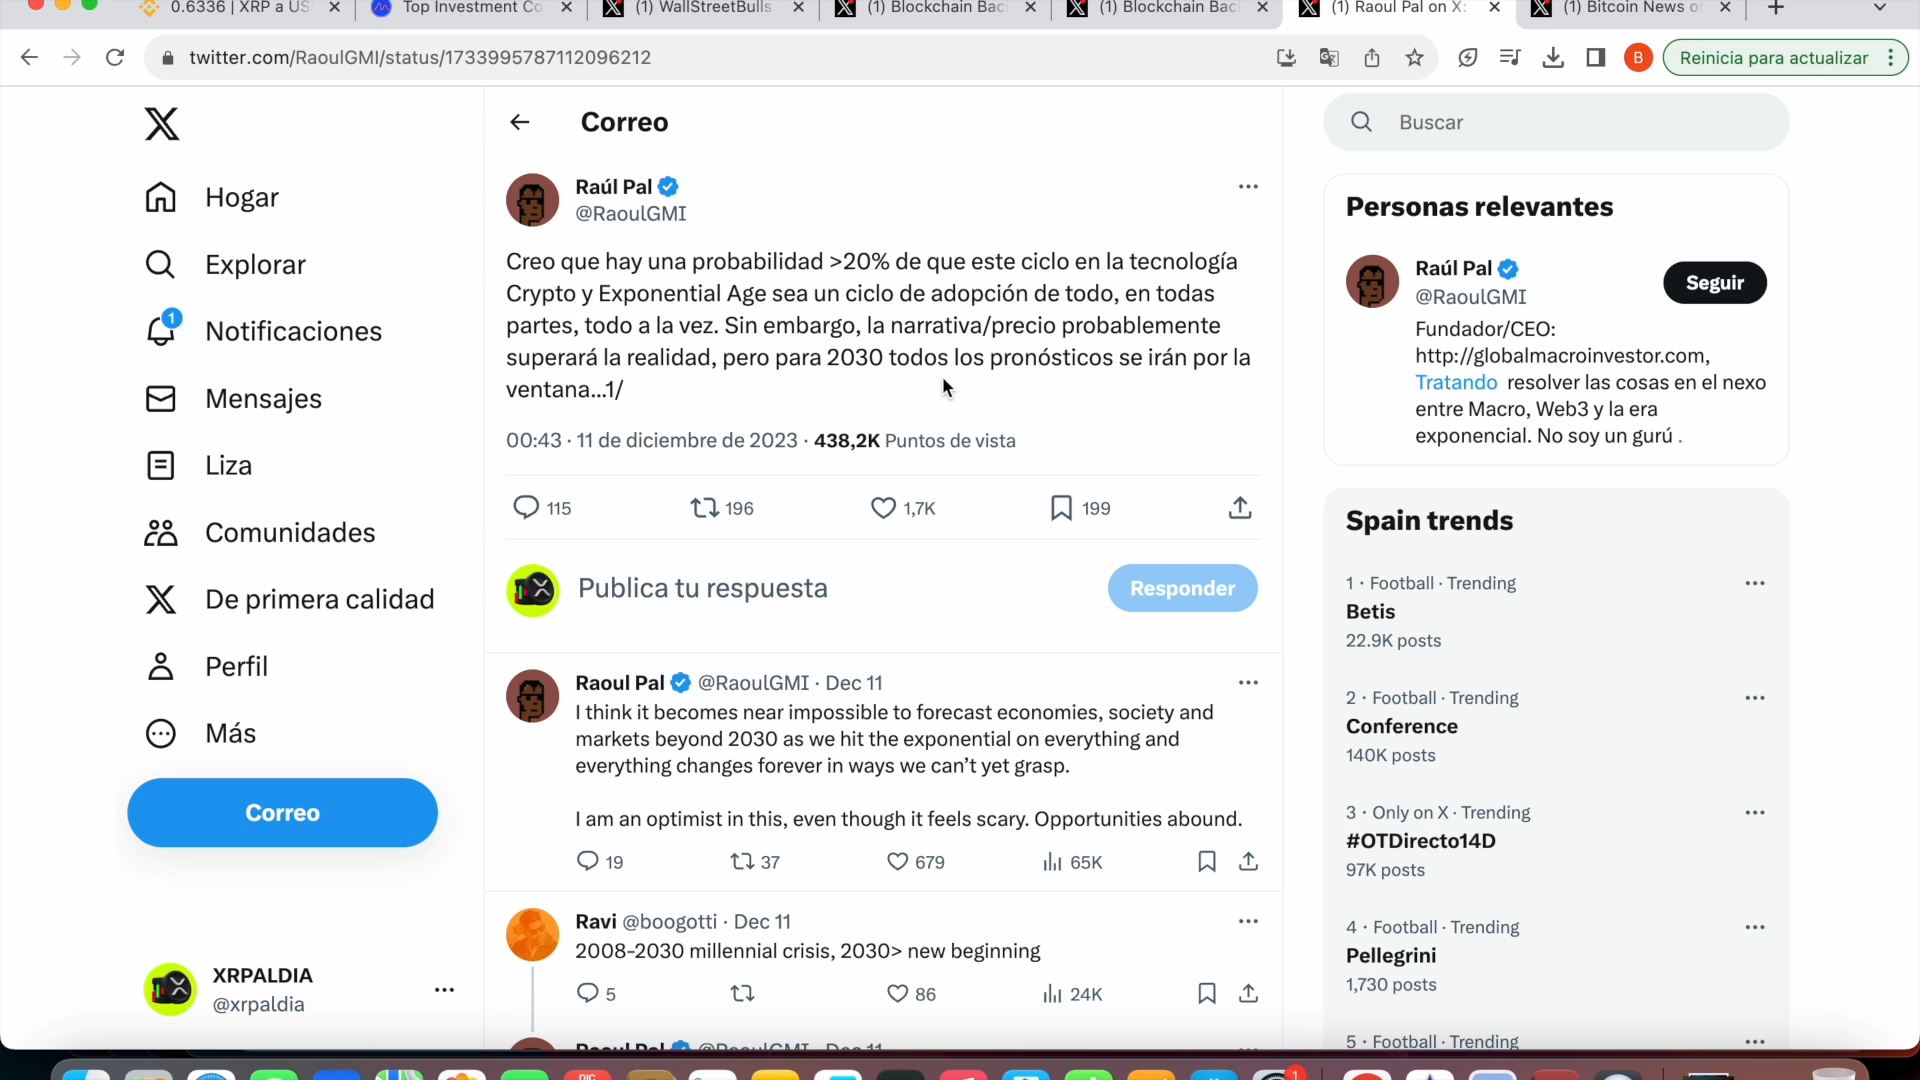 0.6336 | XRP a US
Top Investment Co
(1) WallStreetBulls
(1) Blockchain Bac
(1) Blockchain Bac
(1) Raoul Pal on X:
(1) Bitcoin News on
twitter.com/RaoulGMI/status/1733995787112096212
B
Reinicia para actualizar
Hogar
Explorar
1
Notificaciones
Mensajes
Liza
Comunidades
De primera calidad
Perfil
Más
Correo
XRPALDIA
@xrpaldia
Correo
Raúl Pal
@RaoulGMI
Creo que hay una probabilidad >20% de que este ciclo en la tecnología
Crypto y Exponential Age sea un ciclo de adopción de todo, en todas
partes, todo a la vez. Sin embargo, la narrativa/precio probablemente
superará la realidad, pero para 2030 todos los pronósticos se irán por la
ventana...1/
00:43 · 11 de diciembre de 2023 · 438,2K Puntos de vista
115 196 1,7K 199
Publica tu respuesta
Responder
Raoul Pal @RaoulGMI · Dec 11
I think it becomes near impossible to forecast economies, society and
markets beyond 2030 as we hit the exponential on everything and
everything changes forever in ways we can’t yet grasp.
I am an optimist in this, even though it feels scary. Opportunities abound.
19 37 679 65K
Ravi @boogotti · Dec 11
2008-2030 millennial crisis, 2030> new beginning
5 86 24K
Raoul Pal @RaoulGMI · Dec 11
Buscar
Personas relevantes
Raúl Pal
@RaoulGMI
Seguir
Fundador/CEO:
http://globalmacroinvestor.com,
Tratando resolver las cosas en el nexo
entre Macro, Web3 y la era
exponencial. No soy un gurú .
Spain trends
1 · Football · Trending
Betis
22.9K posts
2 · Football · Trending
Conference
140K posts
3 · Only on X · Trending
#OTDirecto14D
97K posts
4 · Football · Trending
Pellegrini
1,730 posts
5 · Football · Trending
DIC
1